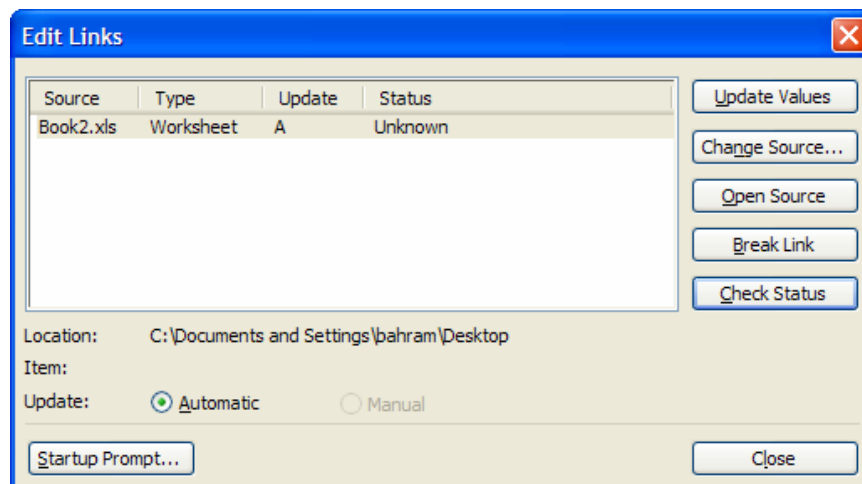 Edit Links
Source Type Update Status
Book2.xls Worksheet A Unknown
Update Values
Change Source...
Open Source
Break Link
Check Status
Location: C:\Documents and Settings\bahram\Desktop
Item:
Update: Automatic Manual
Startup Prompt... Close